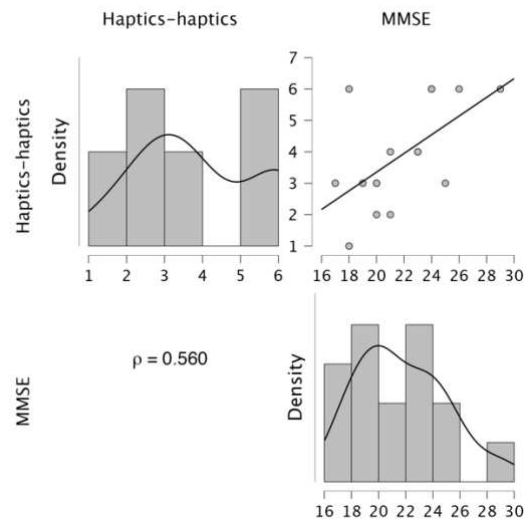 Haptics-haptics
MMSE
Haptics-haptics
Density
7
6
5
4
3
2
1
1 2 3 4 5 6
16 18 20 22 24 26 28 30
MMSE
ρ = 0.560
Density
16 18 20 22 24 26 28 30